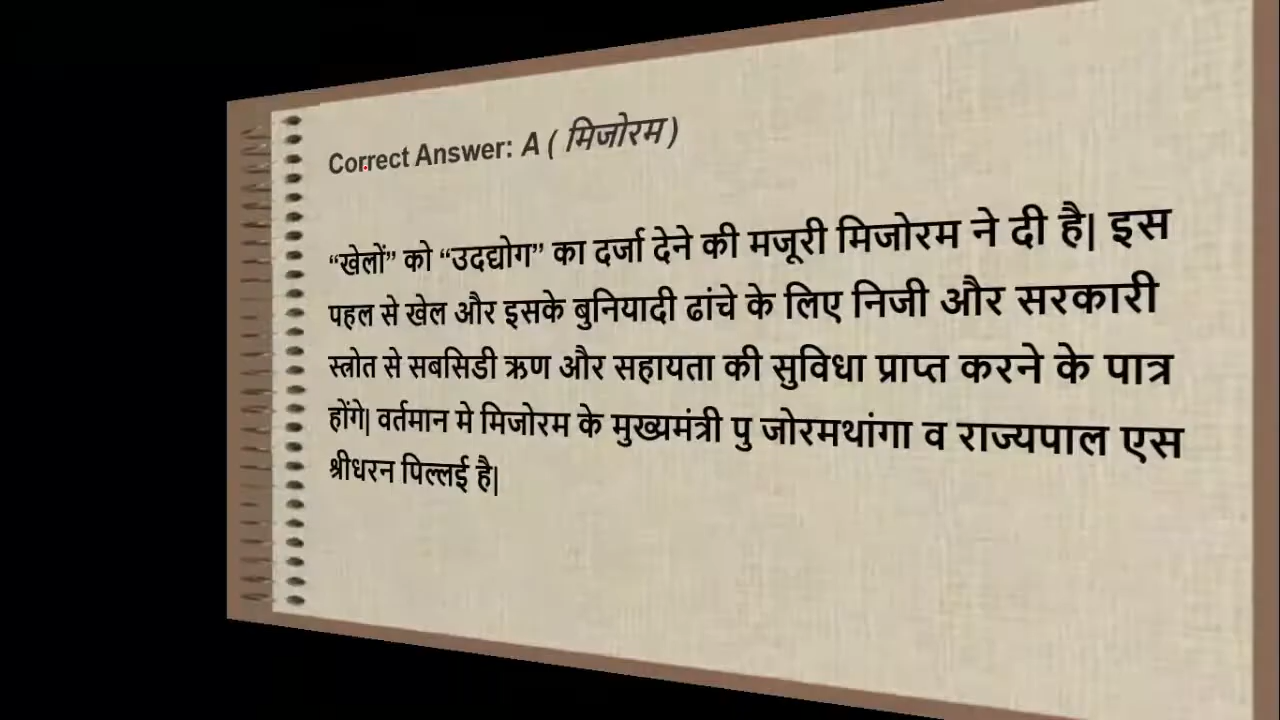 Correct Answer: A ( मिजोरम )
“खेलों” को “उदद्योग” का दर्जा देने की मजूरी मिजोरम ने दी है| इस
पहल से खेल और इसके बुनियादी ढांचे के लिए निजी और सरकारी
स्त्रोत से सबसिडी ऋण और सहायता की सुविधा प्राप्त करने के पात्र
होंगे| वर्तमान मे मिजोरम के मुख्यमंत्री पु जोरमथांगा व राज्यपाल एस
श्रीधरन पिल्लई है|